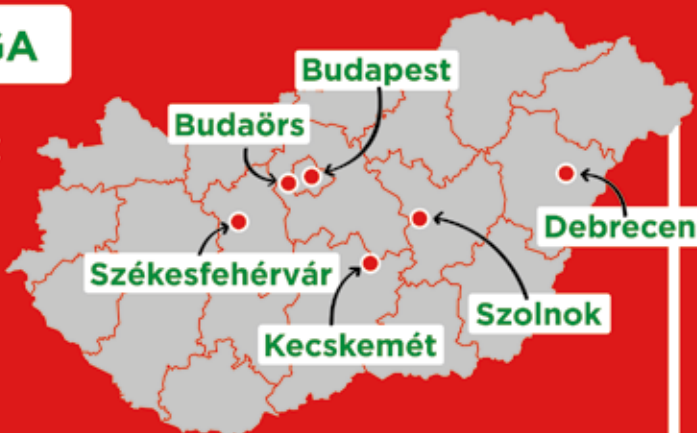 GA
Budapest
Budaörs
Debrecen
Székesfehérvár
Szolnok
Kecskemét